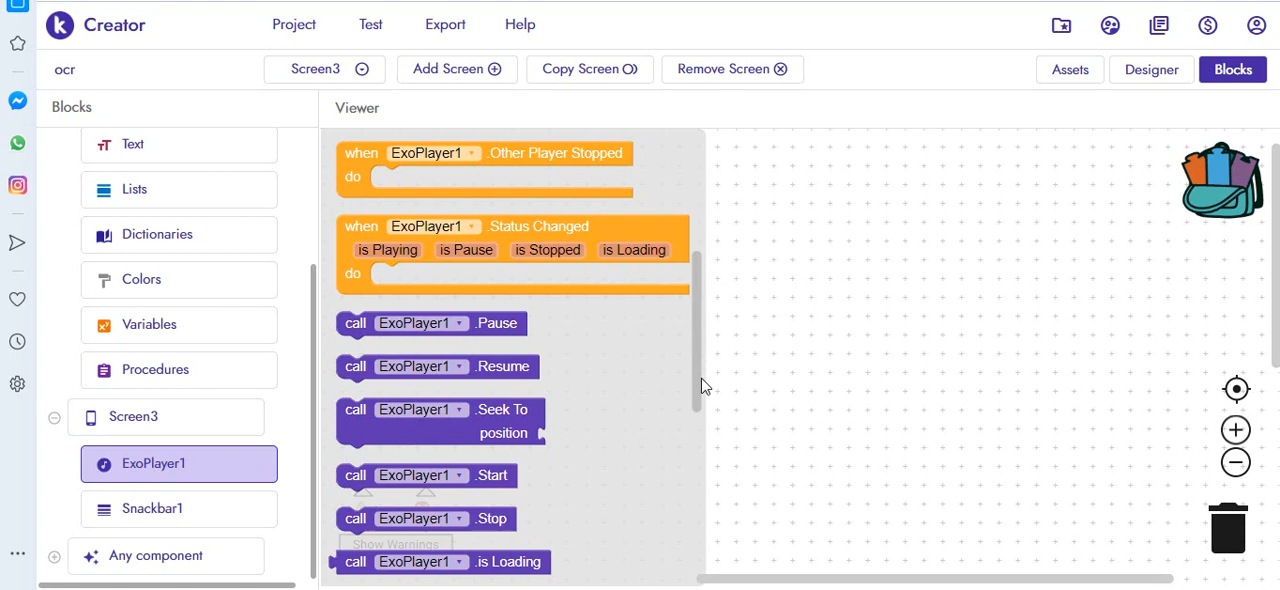 Creator
Project
Test
Export
Help
ocr
Screen3
Add Screen
Copy Screen
Remove Screen
Assets
Designer
Blocks
Blocks
Viewer
Text
Lists
Dictionaries
Colors
Variables
Procedures
Screen3
ExoPlayer1
Snackbar1
Any component
when ExoPlayer1 .Other Player Stopped
do
when ExoPlayer1 .Status Changed
is Playing is Pause is Stopped is Loading
do
call ExoPlayer1 .Pause
call ExoPlayer1 .Resume
call ExoPlayer1 .Seek To
position
call ExoPlayer1 .Start
call ExoPlayer1 .Stop
Show Warnings
call ExoPlayer1 .is Loading